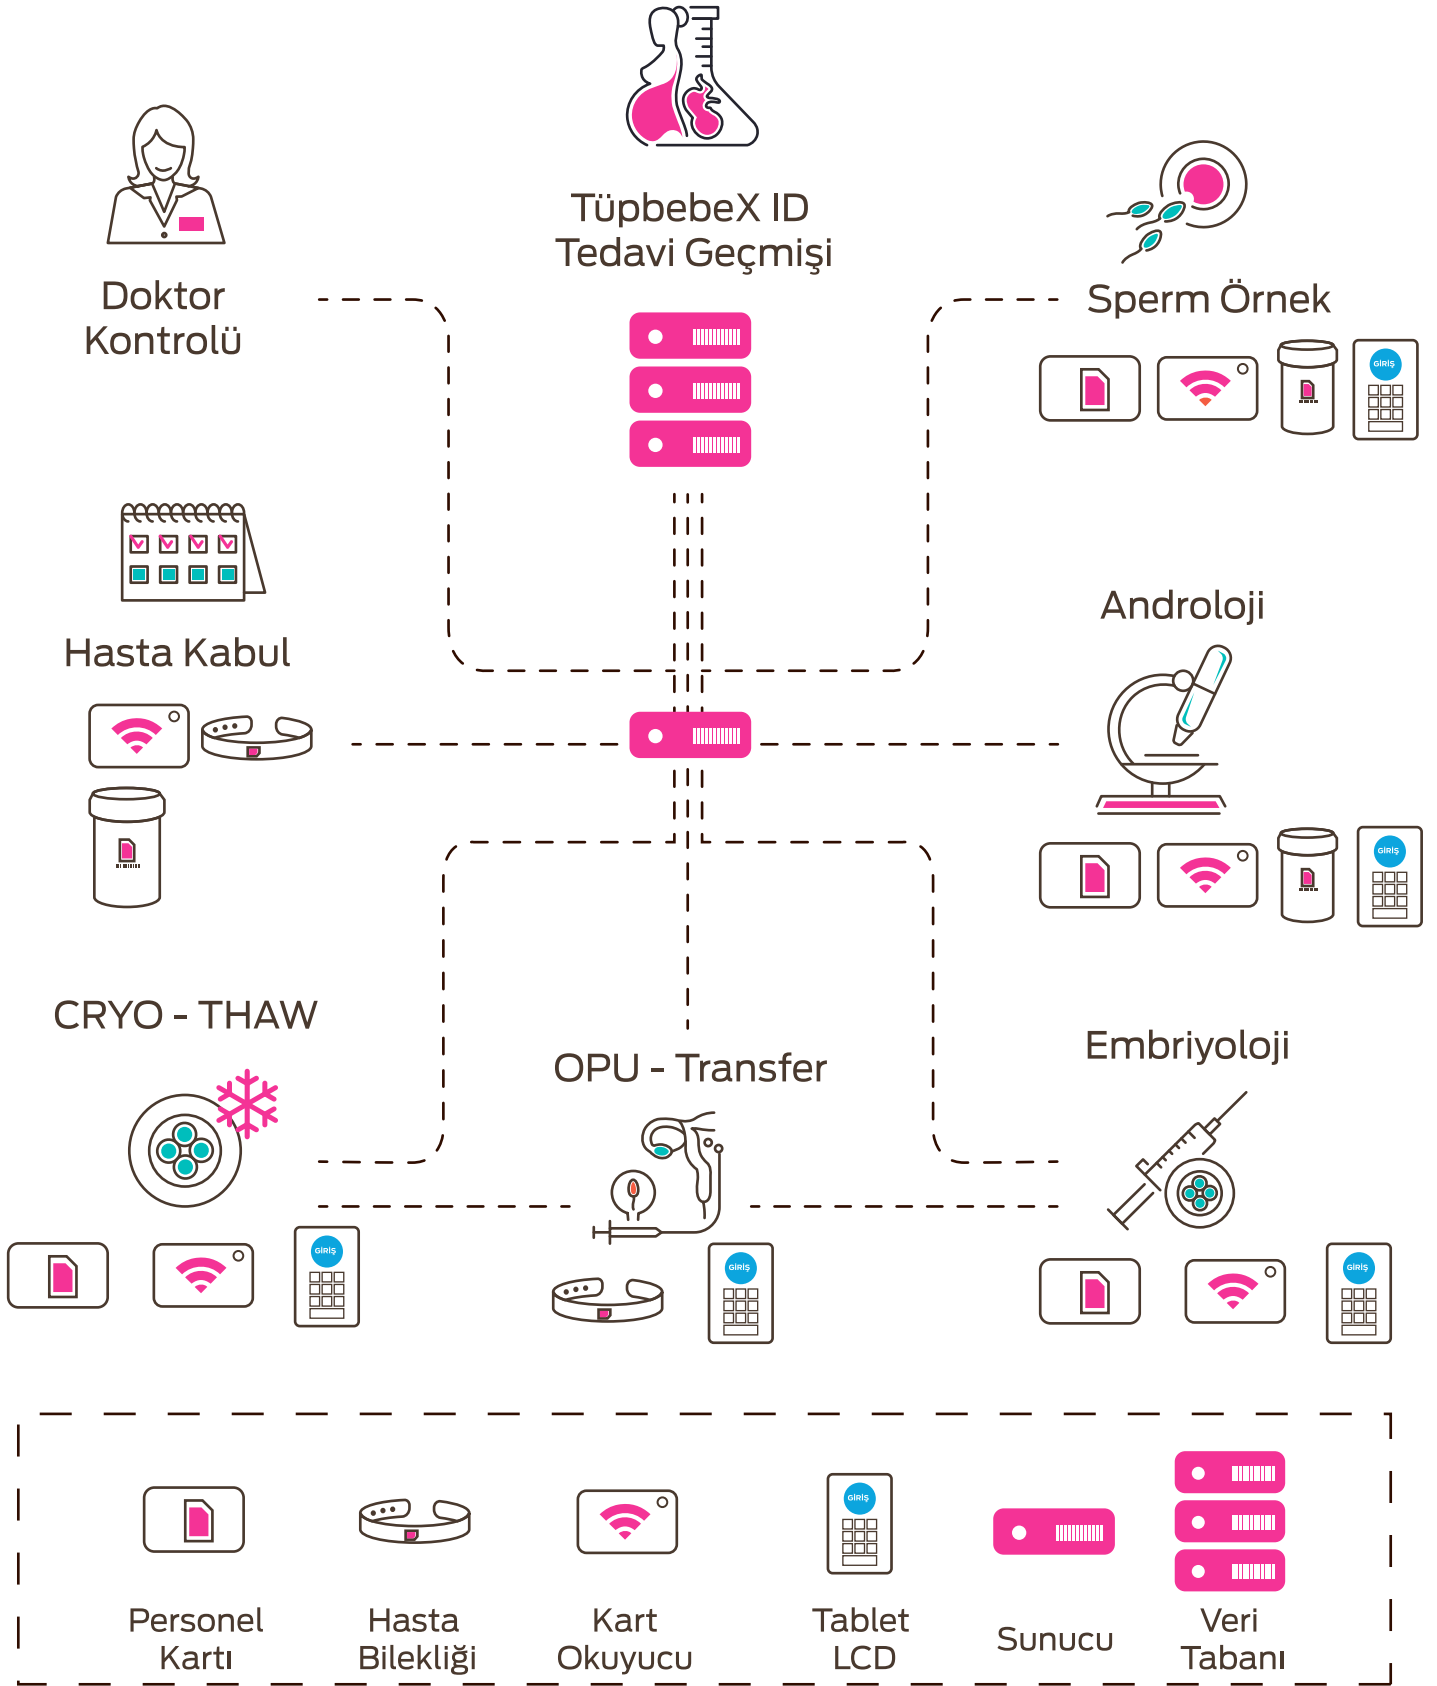 TüpbebeX ID
Tedavi Geçmişi
Doktor
Kontrolü
Sperm Örnek
GİRİŞ
Hasta Kabul
Androloji
GİRİŞ
CRYO - THAW
GİRİŞ
OPU - Transfer
GİRİŞ
Embriyoloji
GİRİŞ
GİRİŞ
Personel
Kartı
Hasta
Bilekliği
Kart
Okuyucu
Tablet
LCD
Sunucu
Veri
Tabanı